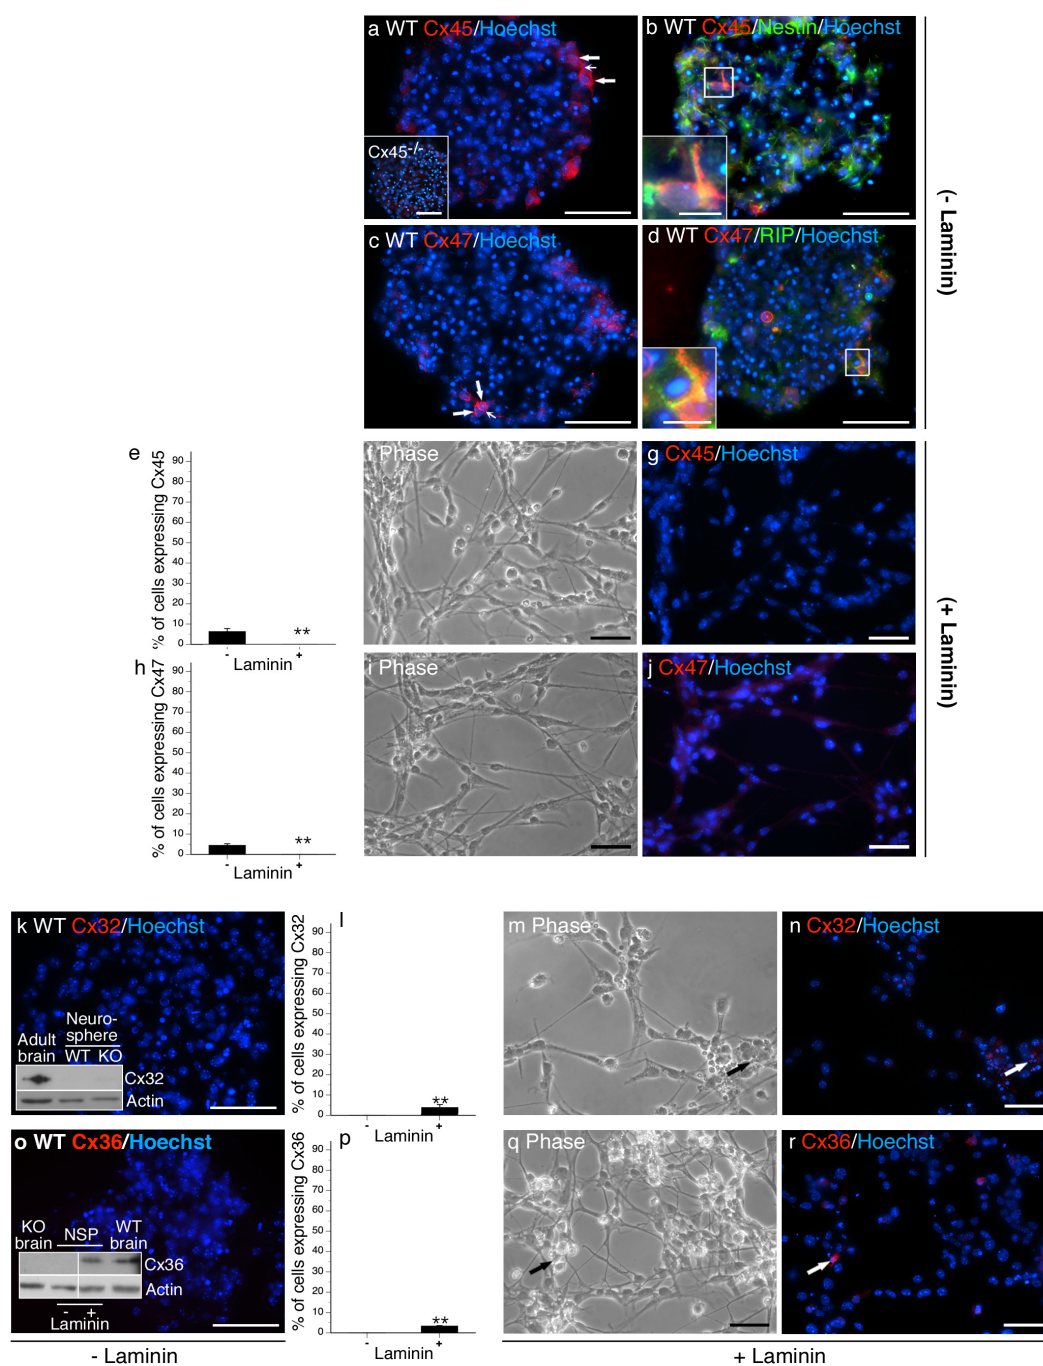 a WT Cx45/Hoechst
b WT Cx45/Nestin/Hoechst
Cx45-/-
c WT Cx47/Hoechst
d WT Cx47/RIP/Hoechst
(- Laminin)
e
% of cells expressing Cx45
90
80
70
60
50
40
30
20
10
0
**
- Laminin +
f Phase
g Cx45/Hoechst
h
% of cells expressing Cx47
90
80
70
60
50
40
30
20
10
0
**
- Laminin +
i Phase
j Cx47/Hoechst
(+ Laminin)
k WT Cx32/Hoechst
Neuro-
sphere
Adult
brain
WT KO
Cx32
Actin
l
% of cells expressing Cx32
90
80
70
60
50
40
30
20
10
0
**
- Laminin +
m Phase
n Cx32/Hoechst
o WT Cx36/Hoechst
KO
brain
NSP
WT
brain
Cx36
Actin
- +
Laminin
p
% of cells expressing Cx36
90
80
70
60
50
40
30
20
10
0
**
- Laminin +
q Phase
r Cx36/Hoechst
- Laminin
+ Laminin